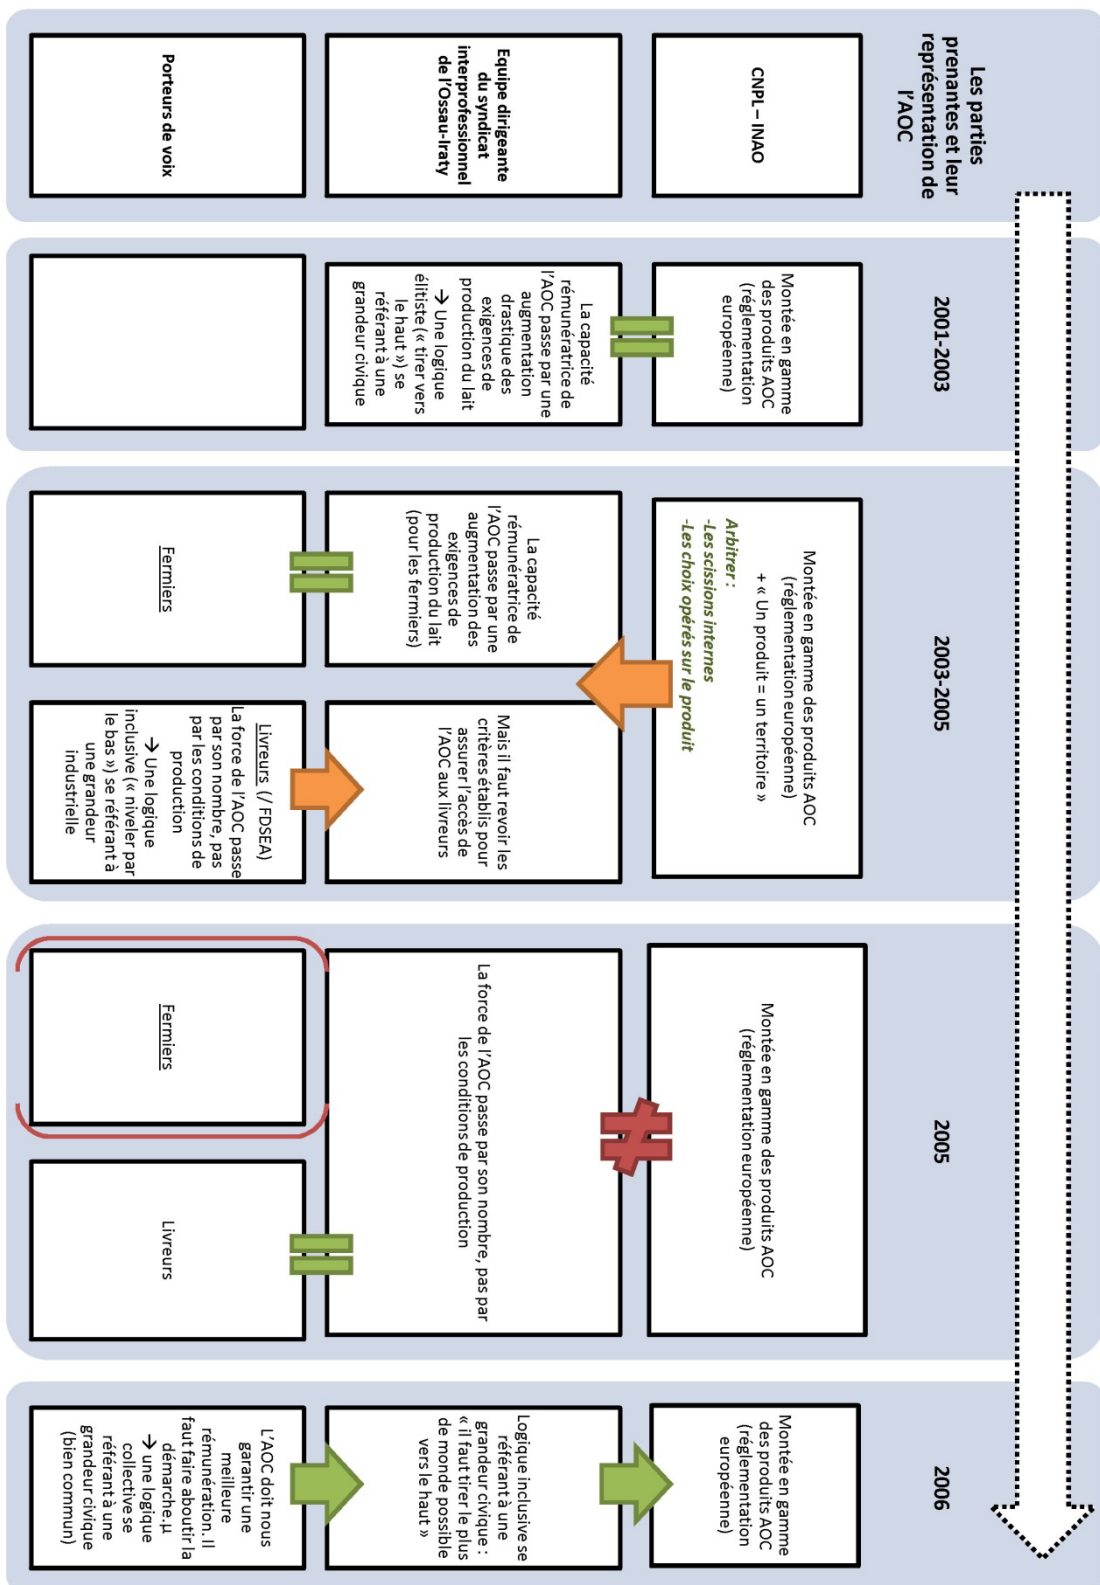 Les parties
prenantes et leur
représentation de
l'AOC
CNPL – INAO
Equipe dirigeante
du syndicat
interprofessionnel
de l'Ossau-Iraty
Porteurs de voix
2001-2003
Montée en gamme
des produits AOC
(réglementation
européenne)
La capacité
rémunératrice de
l'AOC passe par une
augmentation
drastique des
exigences de
production du lait
→ Une logique
élitiste (« tirer vers
le haut ») se
référant à une
grandeur civique
2003-2005
Montée en gamme des produits AOC
(réglementation européenne)
+ « Un produit = un territoire »
Arbitrer :
-Les scissions internes
-Les choix opérés sur le produit
La capacité
rémunératrice de
l'AOC passe par une
augmentation des
exigences de
production du lait
(pour les fermiers)
Mais il faut revoir les
critères établis pour
assurer l'accès de
l'AOC aux livreurs
Fermiers
Livreurs (/ FDSEA)
La force de l'AOC passe
par son nombre, pas
par les conditions de
production
→ Une logique
inclusive (« niveler par
le bas ») se référant à
une grandeur
industrielle
2005
Montée en gamme des produits AOC
(réglementation européenne)
La force de l'AOC passe par son nombre, pas par
les conditions de production
Fermiers
Livreurs
2006
Montée en gamme
des produits AOC
(réglementation
européenne)
Logique inclusive se
référant à une
grandeur civique :
« il faut tirer le plus
de monde possible
vers le haut »
L'AOC doit nous
garantir une
meilleure
rémunération. Il
faut faire aboutir la
démarche.µ
→ une logique
collective se
référant à une
grandeur civique
(bien commun)